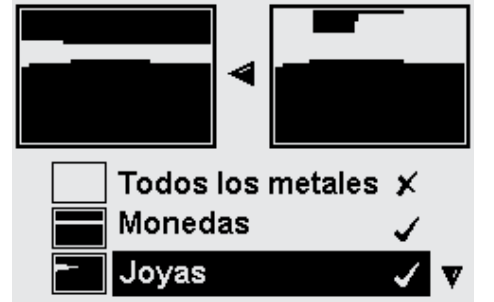 Todos los metales ✗
Monedas ✓
Joyas ✓